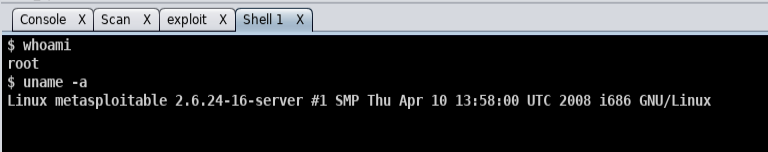 Console X Scan X exploit X Shell 1 X
$ whoami
root
$ uname -a
Linux metasploitable 2.6.24-16-server #1 SMP Thu Apr 10 13:58:00 UTC 2008 i686 GNU/Linux